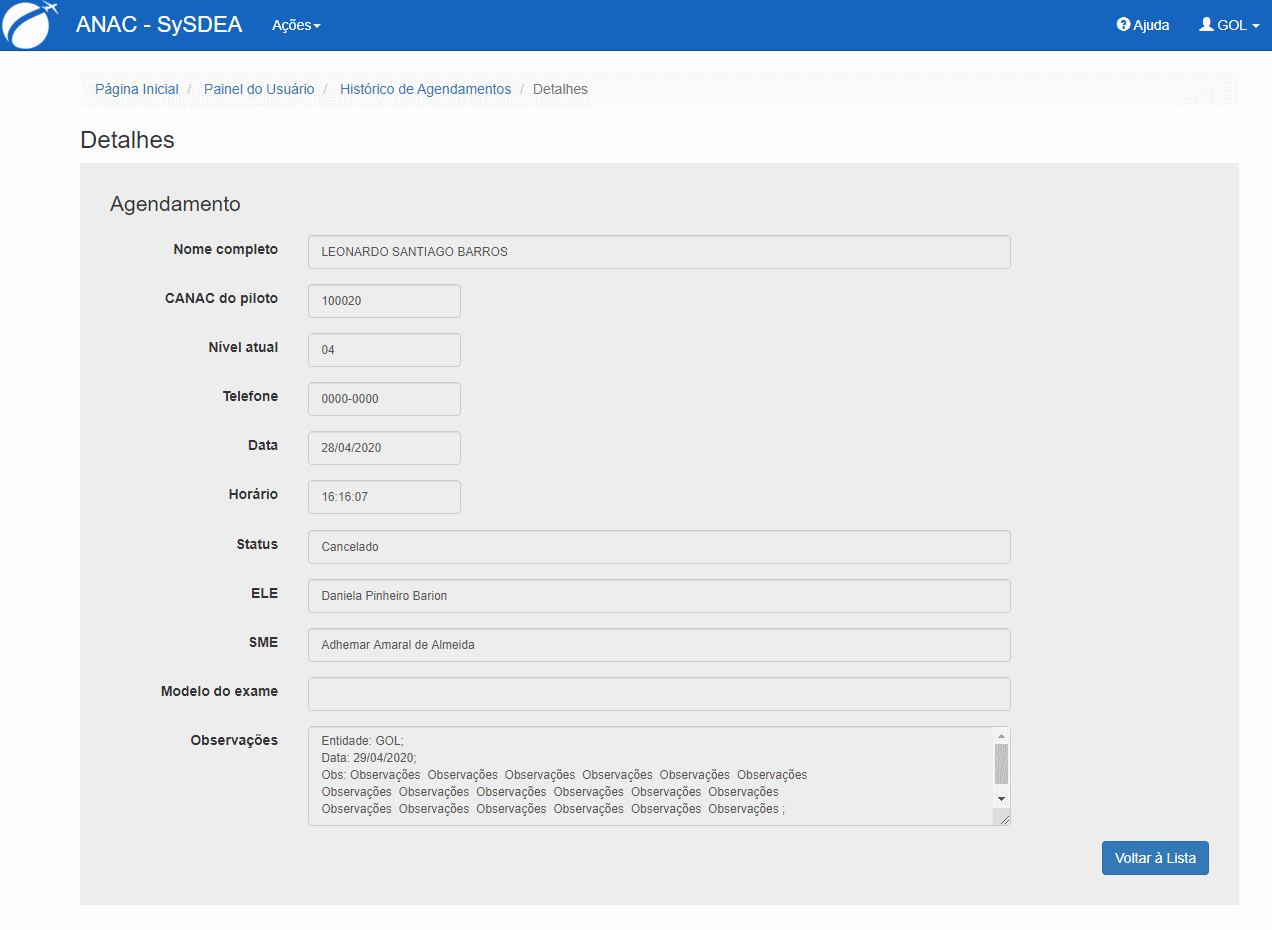 ANAC - SySDEA Ações Ajuda GOL
Página Inicial / Painel do Usuário / Histórico de Agendamentos / Detalhes
Detalhes
Agendamento
Nome completo LEONARDO SANTIAGO BARROS
CANAC do piloto 100020
Nível atual 04
Telefone 0000-0000
Data 28/04/2020
Horário 16:16:07
Status Cancelado
ELE Daniela Pinheiro Barion
SME Adhemar Amaral de Almeida
Modelo do exame
Observações Entidade: GOL;
Data: 29/04/2020;
Obs: Observações Observações Observações Observações Observações Observações
Observações Observações Observações Observações Observações Observações
Observações Observações Observações Observações Observações Observações ;
Voltar à Lista